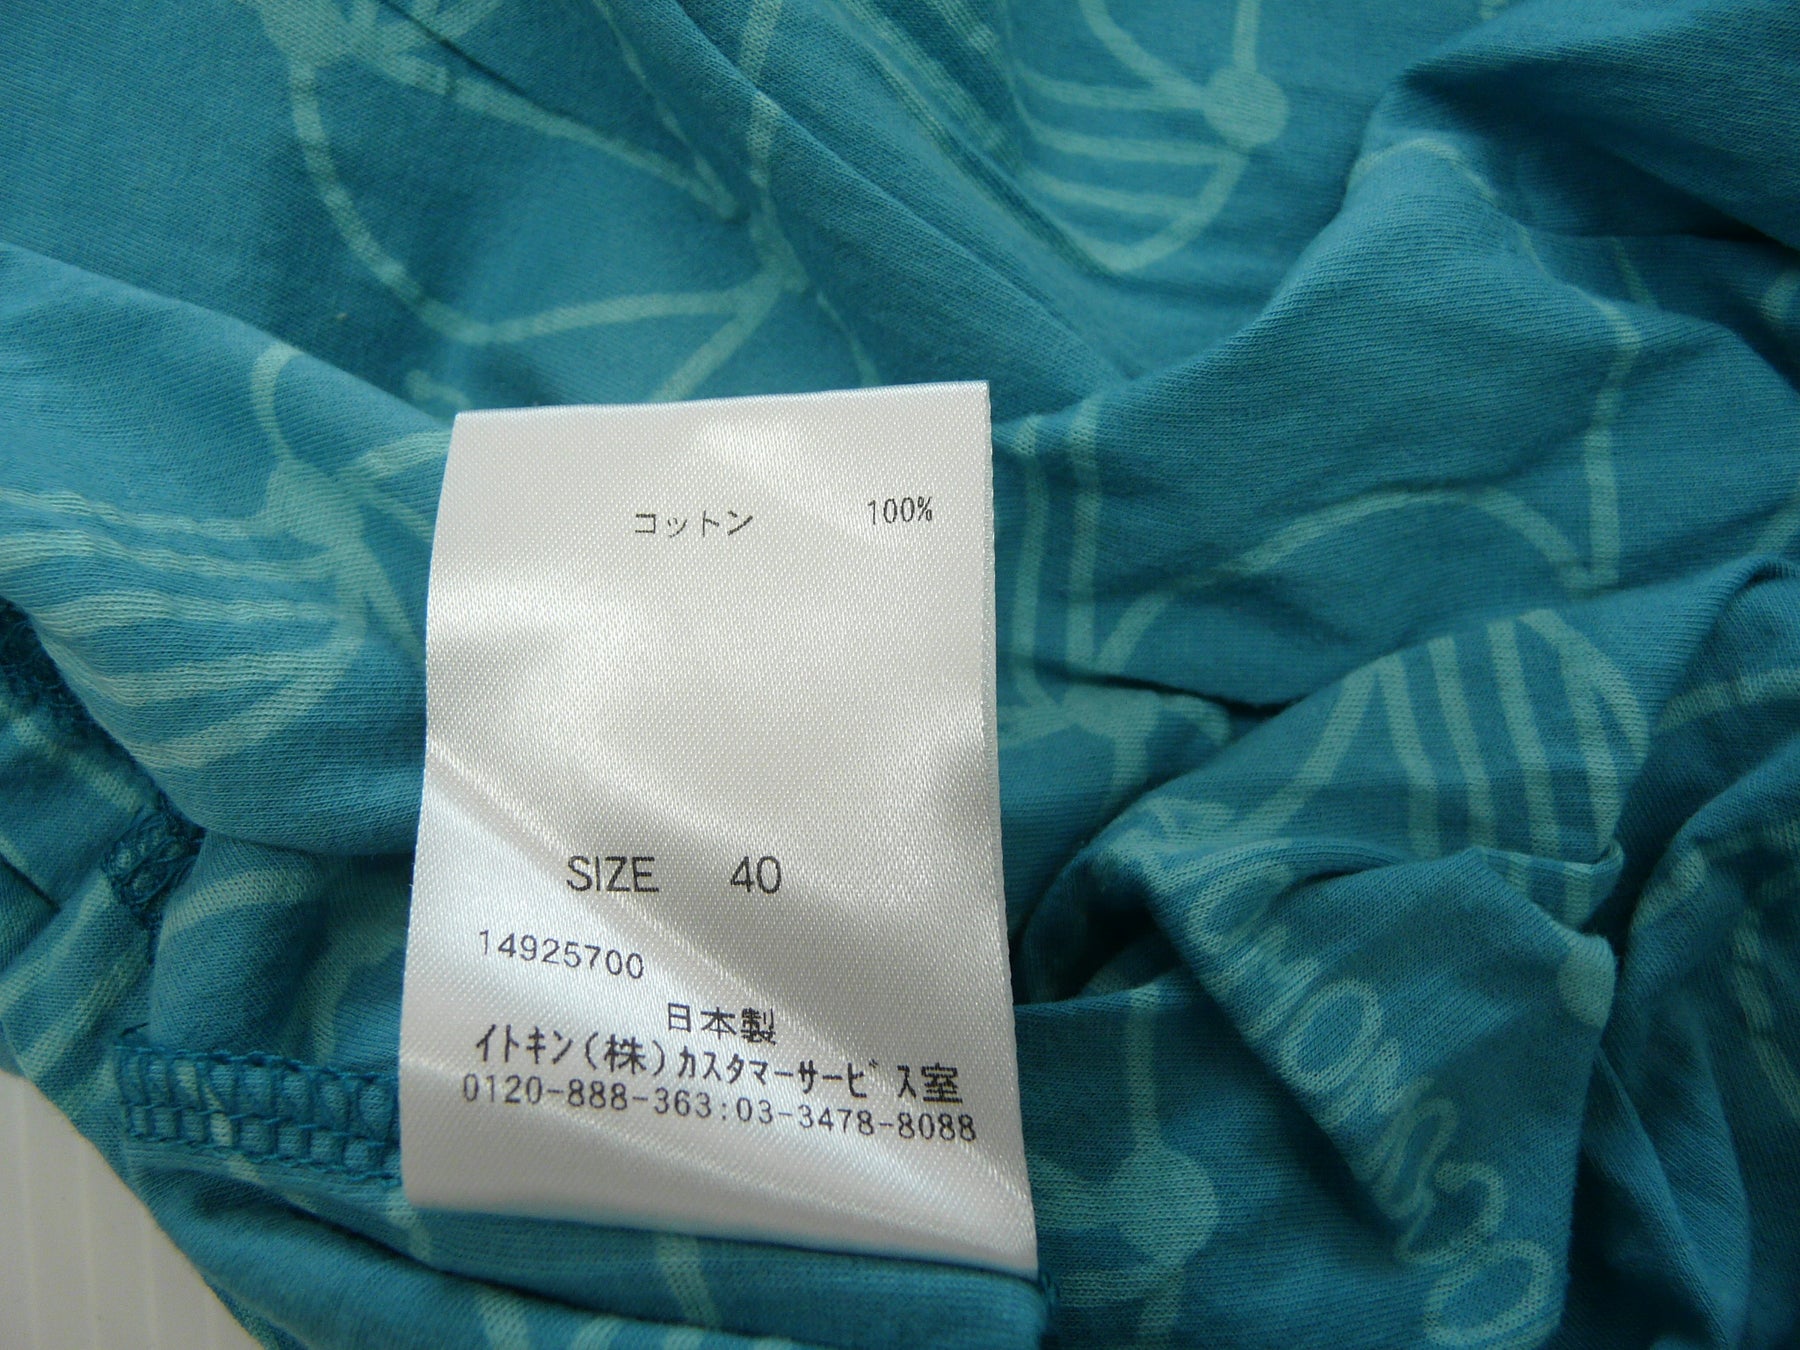 コットン 100%
SIZE 40
14925700
日本製
イトキン(株)カスタマーサービス室
0120-888-363:03-3478-8088